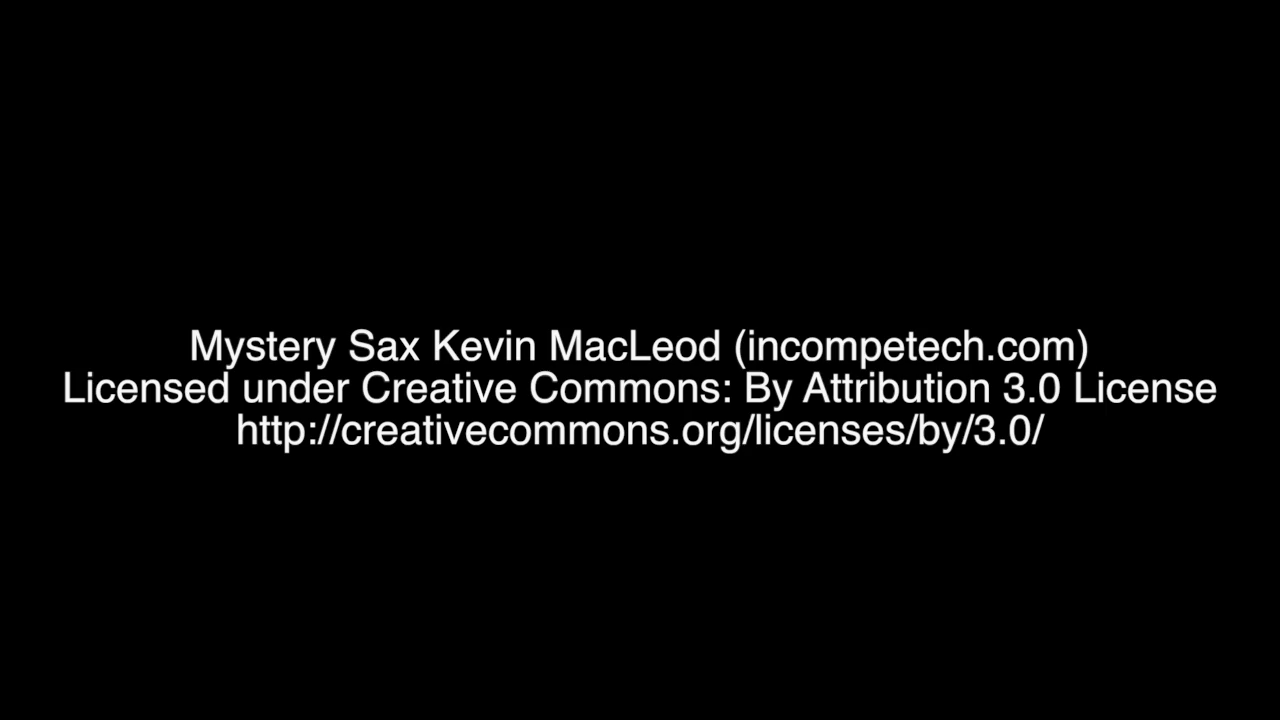 Mystery Sax Kevin MacLeod (incompetech.com)
Licensed under Creative Commons: By Attribution 3.0 License
http://creativecommons.org/licenses/by/3.0/